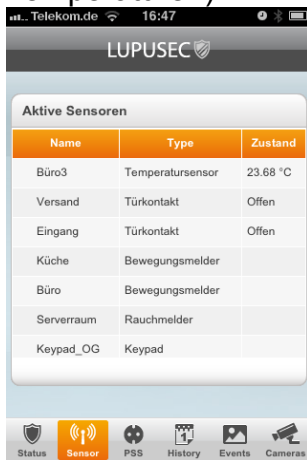 Telekom.de 16:47
LUPUSEC
Aktive Sensoren
Name Type Zustand
Büro3 Temperatursensor 23.68 °C
Versand Türkontakt Offen
Eingang Türkontakt Offen
Küche Bewegungsmelder
Büro Bewegungsmelder
Serverraum Rauchmelder
Keypad_OG Keypad
Status Sensor PSS History Events Cameras